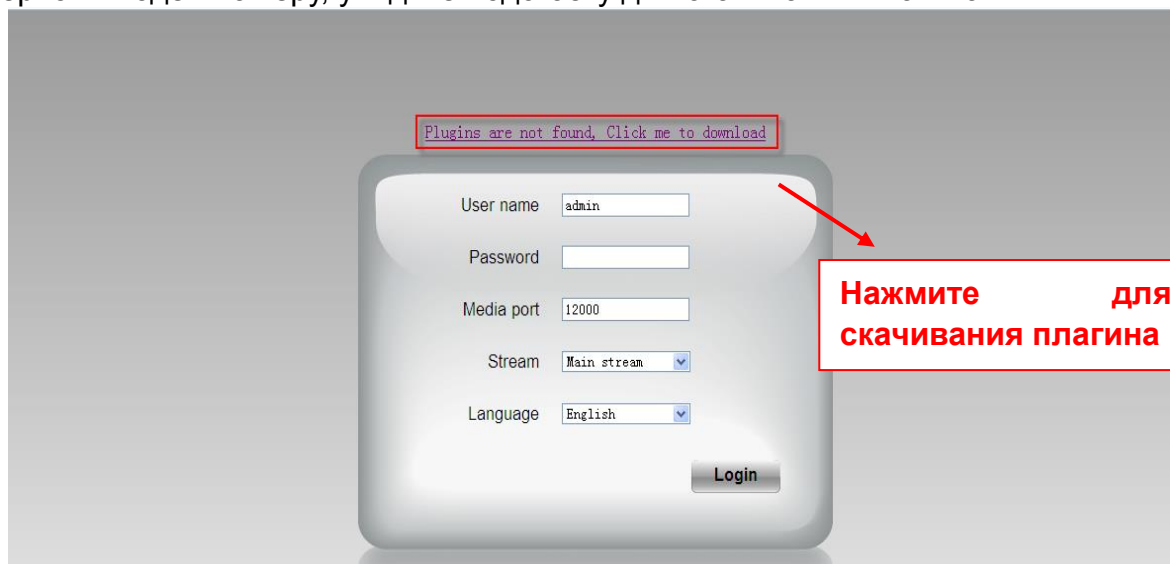 Plugins are not found, Click me to download
User name admin
Password
Media port 12000
Stream Main stream
Language English
Login
Нажмите для
скачивания плагина